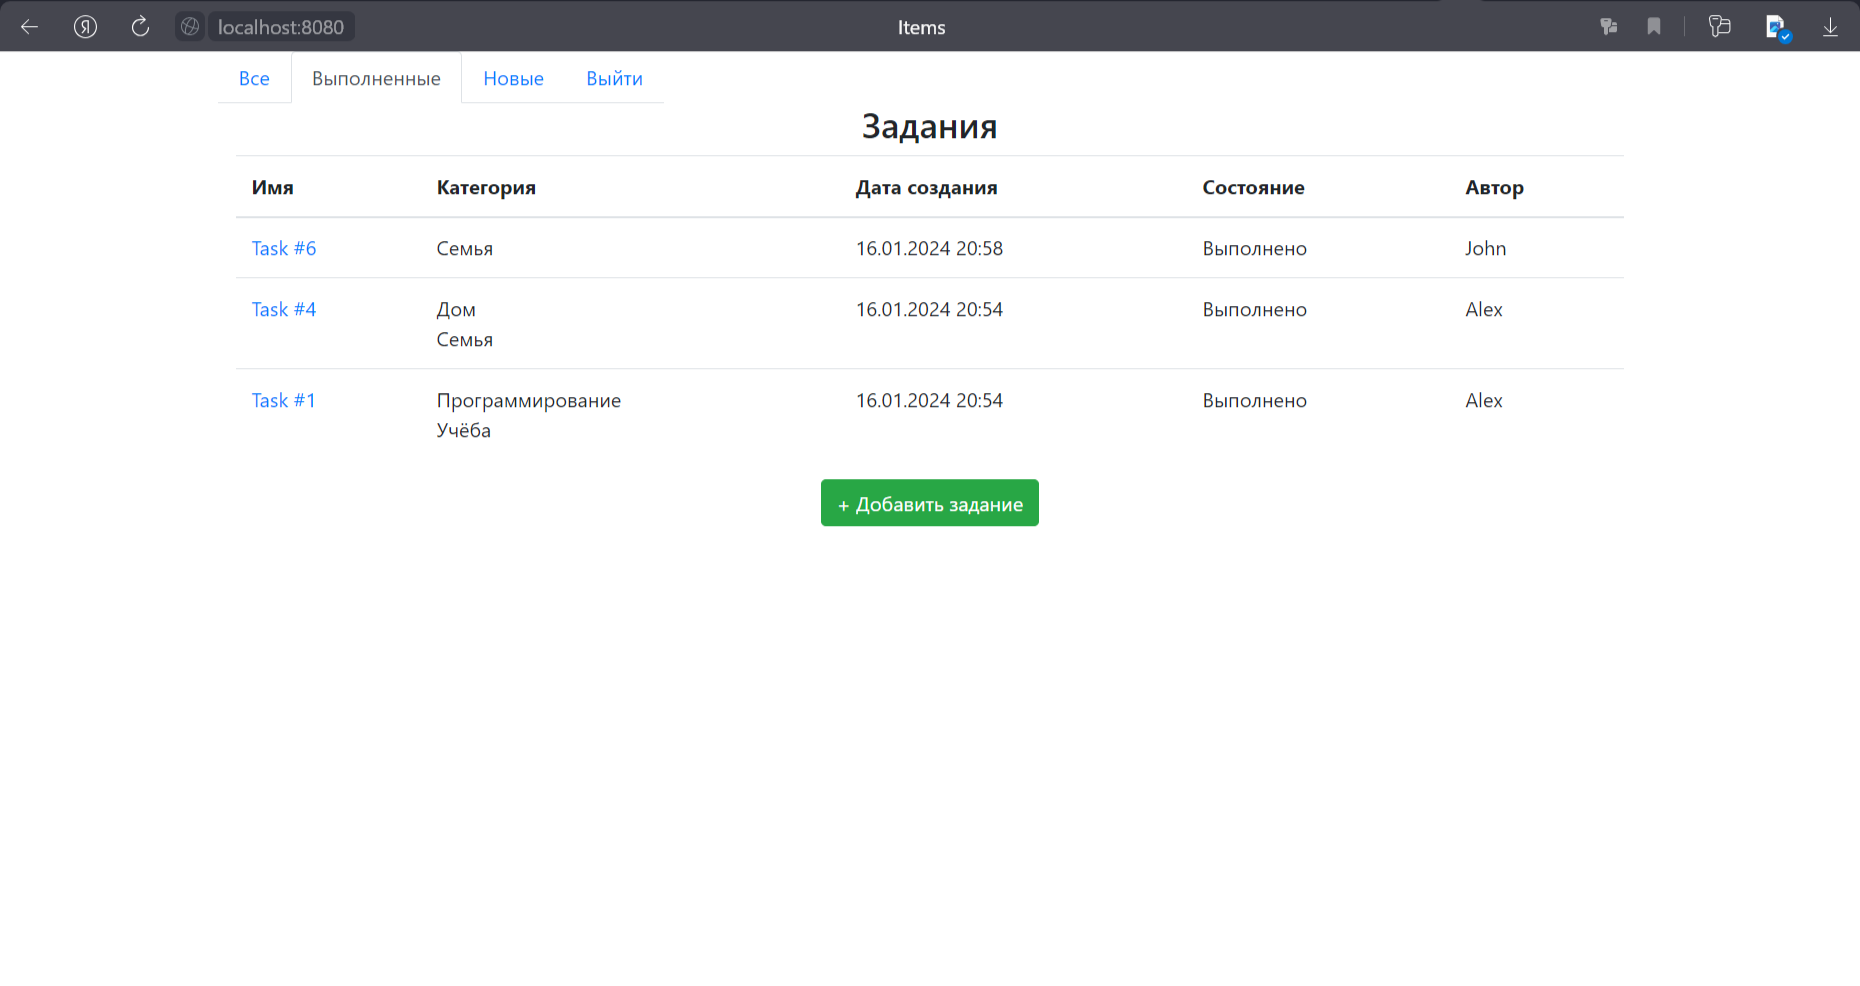 Я localhost:8080 Items
Все Выполненные Новые Выйти
Задания
Имя Категория Дата создания Состояние Автор
Task #6 Семья 16.01.2024 20:58 Выполнено John
Task #4 Дом 16.01.2024 20:54 Выполнено Alex
Семья
Task #1 Программирование 16.01.2024 20:54 Выполнено Alex
Учёба
+ Добавить задание